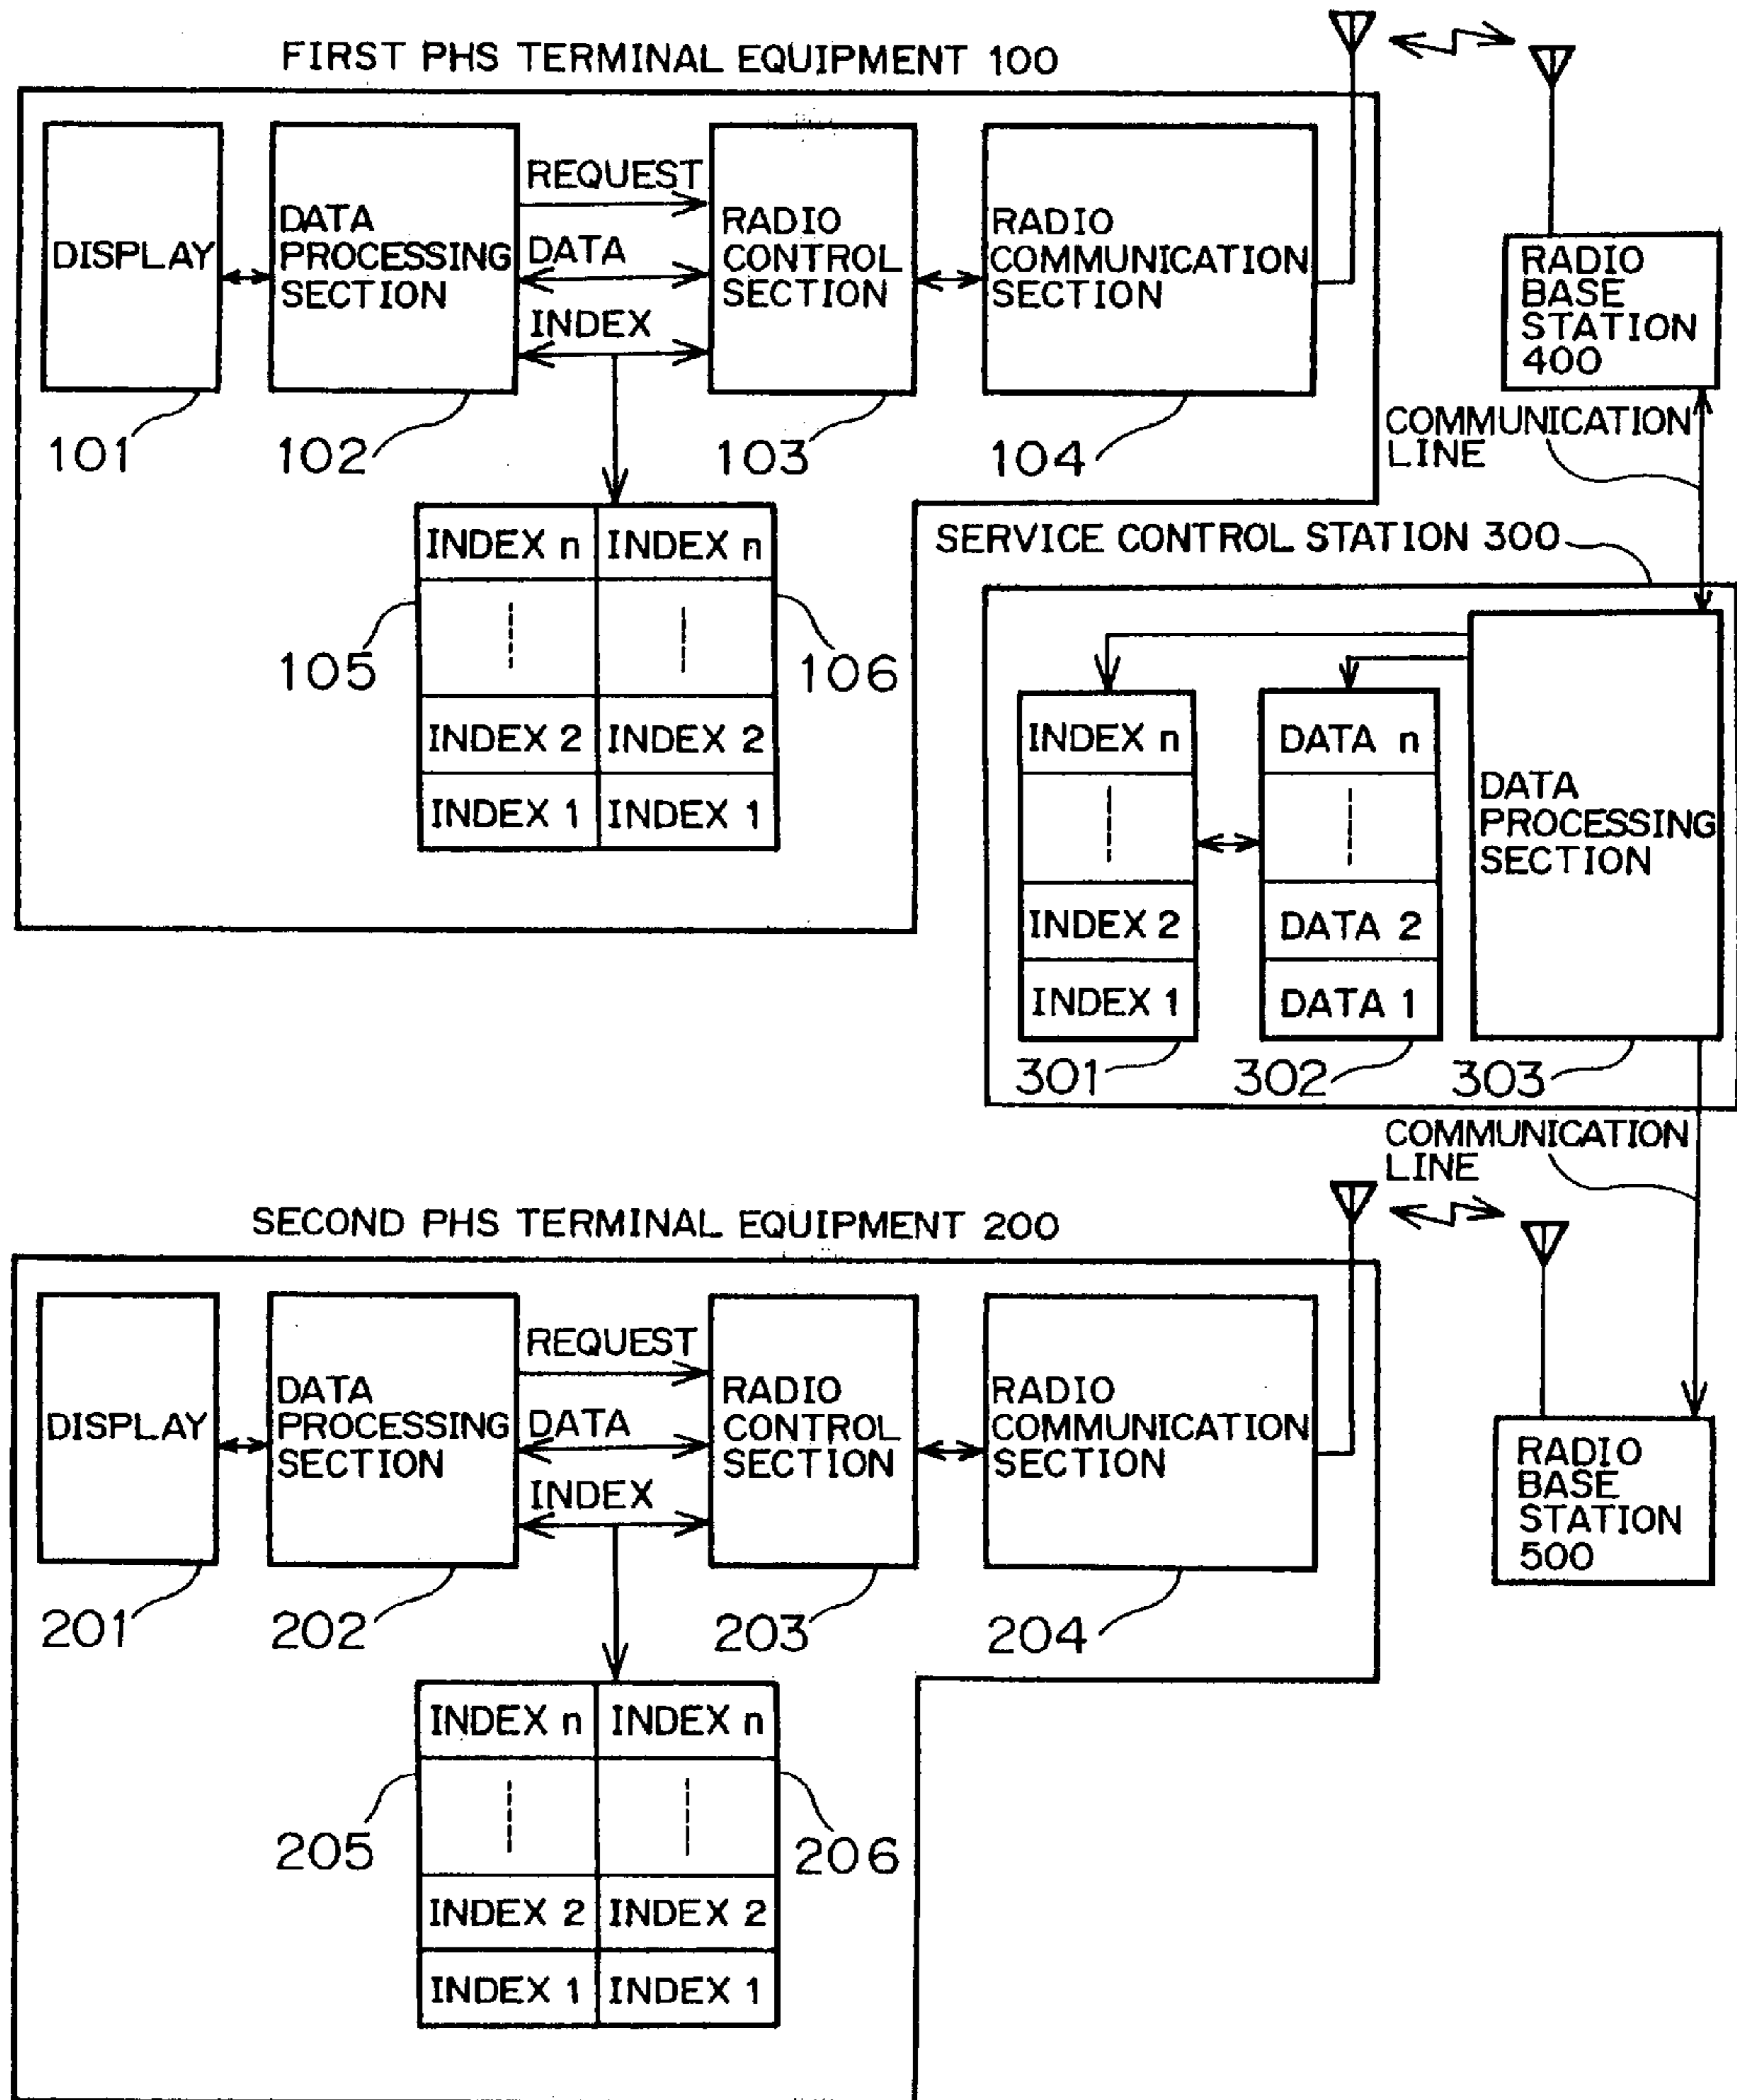 FIRST PHS TERMINAL EQUIPMENT 100
DISPLAY
DATA
PROCESSING
SECTION
REQUEST
DATA
INDEX
RADIO
CONTROL
SECTION
RADIO
COMMUNICATION
SECTION
RADIO
BASE
STATION
400
101
102
103
104
COMMUNICATION
LINE
INDEX n
INDEX n
105
106
INDEX 2
INDEX 2
INDEX 1
INDEX 1
SERVICE CONTROL STATION 300
INDEX n
INDEX 2
INDEX 1
DATA n
DATA 2
DATA 1
DATA
PROCESSING
SECTION
301
302
303
COMMUNICATION
LINE
SECOND PHS TERMINAL EQUIPMENT 200
DISPLAY
DATA
PROCESSING
SECTION
REQUEST
DATA
INDEX
RADIO
CONTROL
SECTION
RADIO
COMMUNICATION
SECTION
RADIO
BASE
STATION
500
201
202
203
204
INDEX n
INDEX n
205
206
INDEX 2
INDEX 2
INDEX 1
INDEX 1